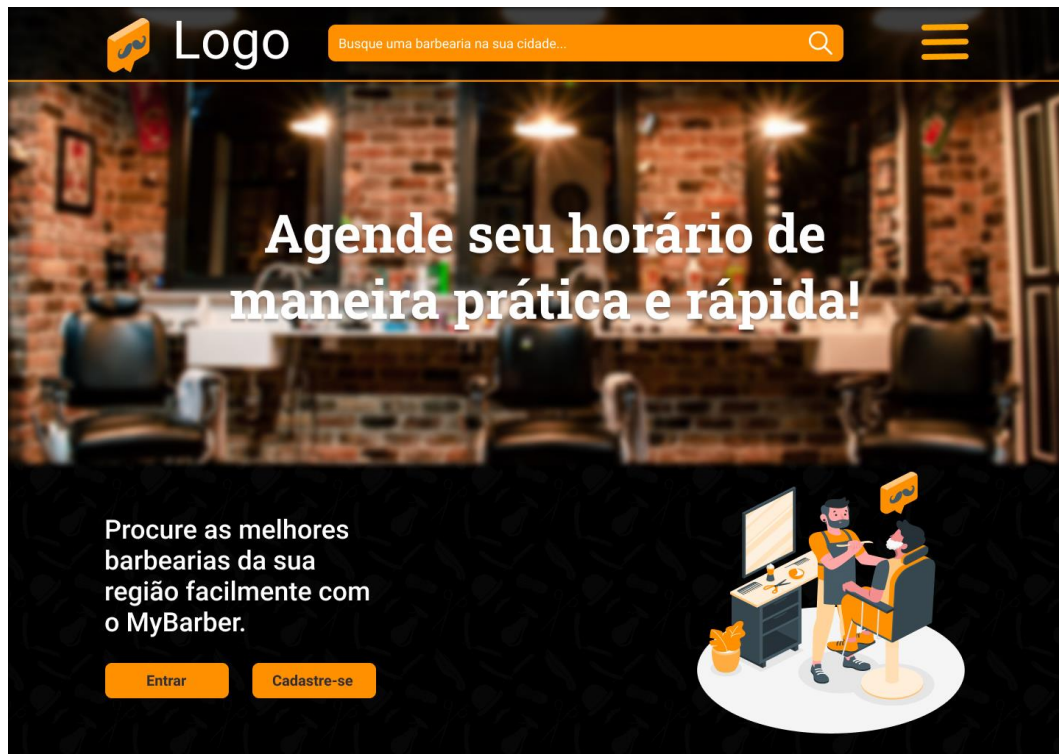 Logo
Busque uma barbearia na sua cidade...
Agende seu horário de
maneira prática e rápida!
Procure as melhores
barbearias da sua
região facilmente com
o MyBarber.
Entrar
Cadastre-se